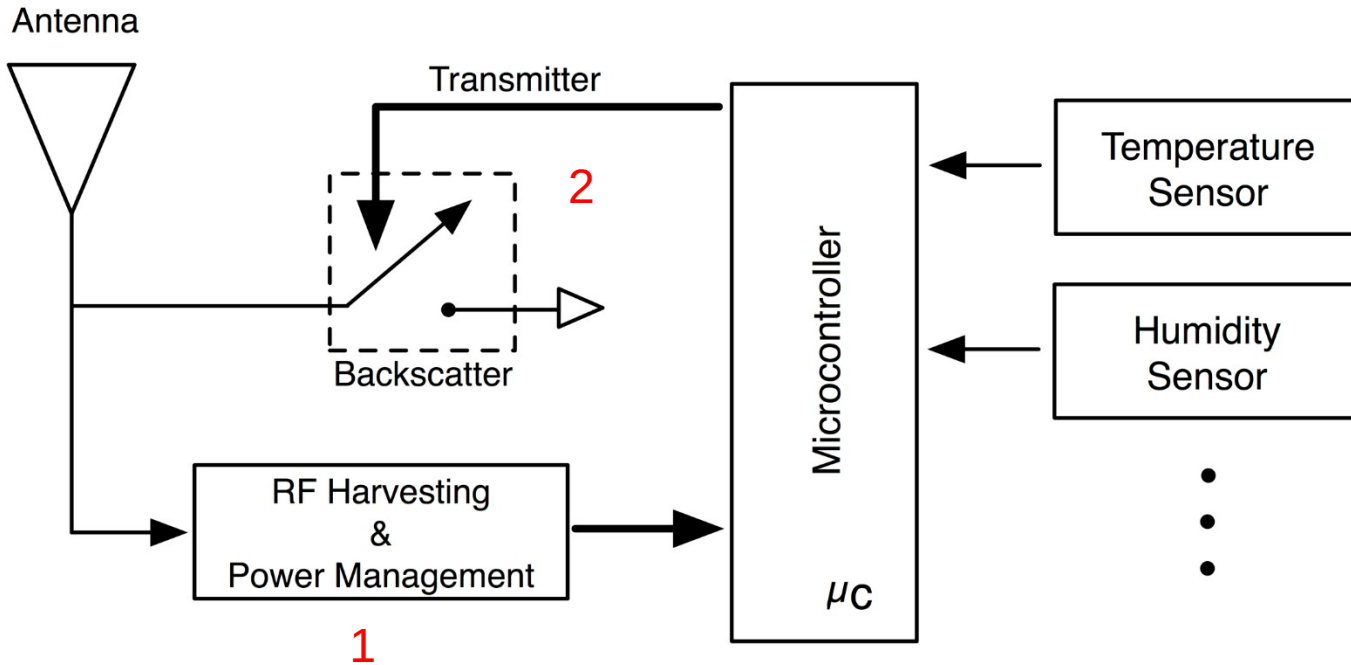 Antenna
Transmitter
2
Backscatter
RF Harvesting
&
Power Management
1
Microcontroller
μc
Temperature
Sensor
Humidity
Sensor